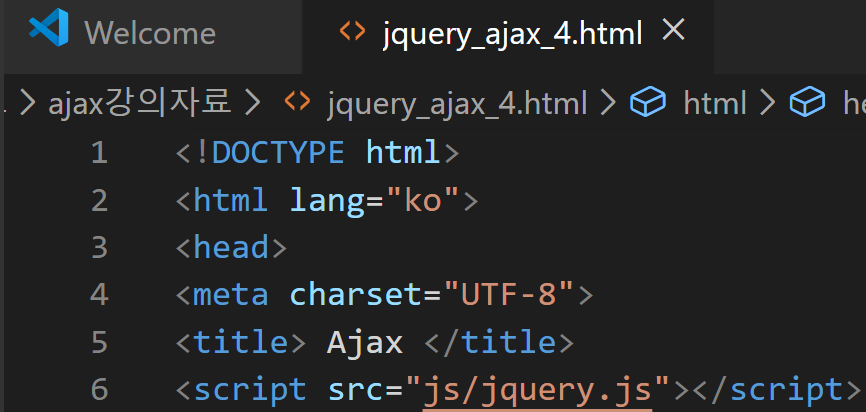 Welcome jquery_ajax_4.html
ajax강의자료 > jquery_ajax_4.html > html > he
1 <!DOCTYPE html>
2 <html lang="ko">
3 <head>
4 <meta charset="UTF-8">
5 <title> Ajax </title>
6 <script src="js/jquery.js"></script>